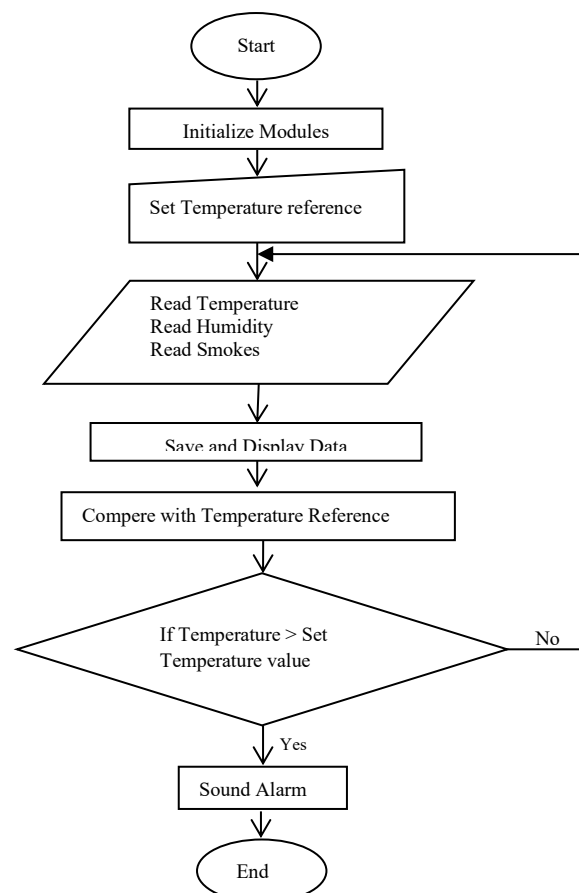 Start
Initialize Modules
Set Temperature reference
Read Temperature
Read Humidity
Read Smokes
Save and Display Data
Compere with Temperature Reference
If Temperature > Set
Temperature value
No
Yes
Sound Alarm
End